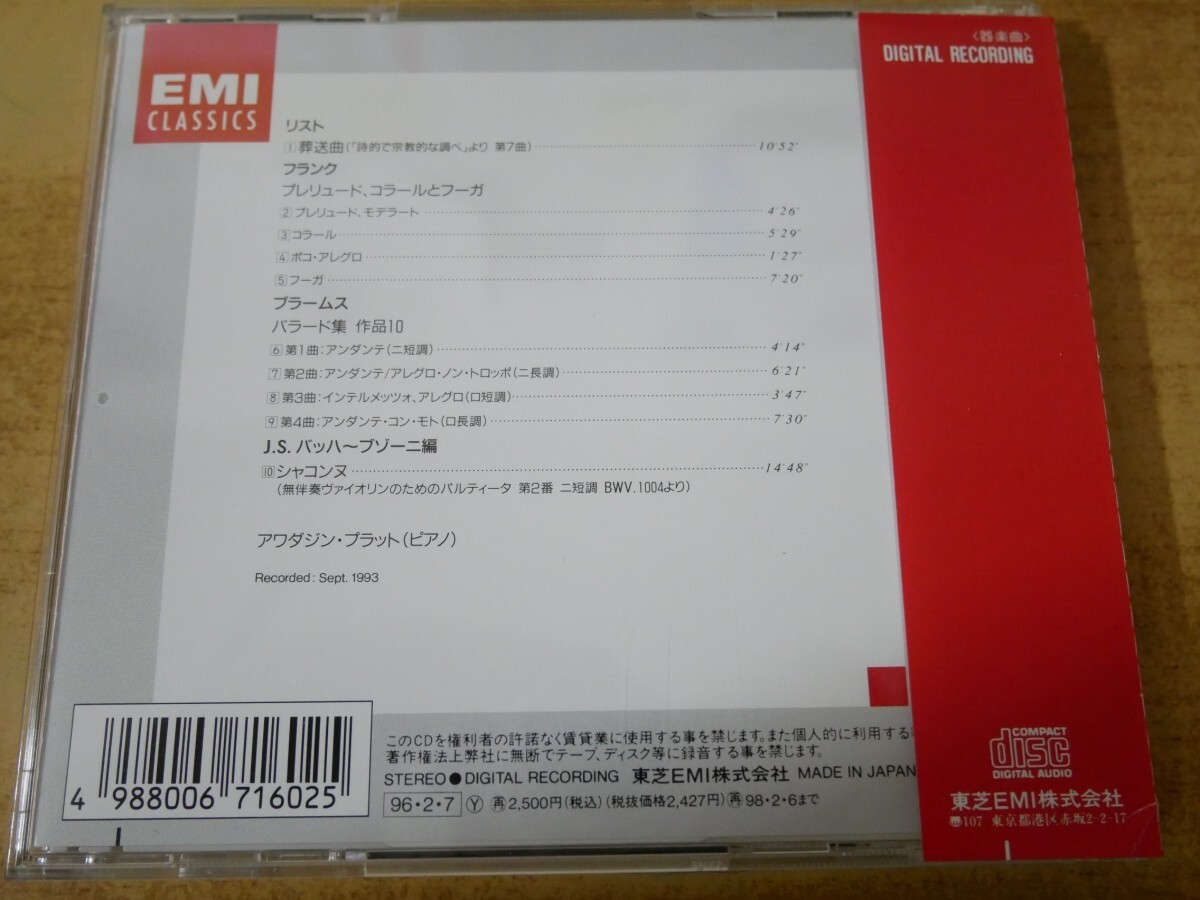 EMI
CLASSICS
リスト
1 葬送曲(「詩的で宗教的な調べ」より 第7曲) 10'52"
フランク
プレリュード、コラールとフーガ
2 プレリュード、モデラート 4'26"
3 コラール 5'29"
4 ポコ・アレグロ 1'27"
5 フーガ 7'20"
ブラームス
バラード集 作品10
6 第1曲:アンダンテ(ニ短調) 4'14"
7 第2曲:アンダンテ/アレグロ・ノン・トロッポ(ニ長調) 6'21"
8 第3曲:インテルメッツォ、アレグロ(ロ短調) 3'47"
9 第4曲:アンダンテ・コン・モト(ロ長調) 7'30"
J.S. バッハ〜ブゾーニ編
10 シャコンヌ 14'48"
(無伴奏ヴァイオリンのためのパルティータ 第2番 ニ短調 BWV.1004より)
アワダジン・プラット(ピアノ)
Recorded: Sept. 1993
このCDを権利者の許諾なく賃貸業に使用する事を禁じます。また個人的に利用する
著作権法上弊社に無断でテープ、ディスク等に録音する事を禁じます。
STEREO●DIGITAL RECORDING 東芝EMI株式会社 MADE IN JAPAN
96・2・7 Ⓨ 再2,500円(税込)(税抜価格2,427円)再98・2・6まで
4 988006 716025
〈器楽曲〉
DIGITAL RECORDING
COMPACT
disc
DIGITAL AUDIO
東芝EMI株式会社
〠107 東京都港区赤坂2-2-17